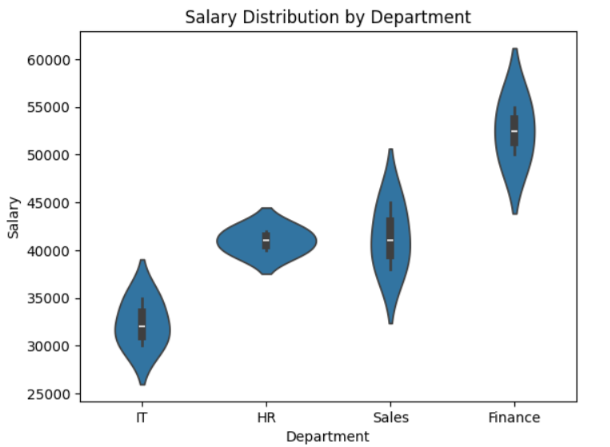 Salary Distribution by Department
60000
55000
50000
45000
40000
35000
30000
25000
Salary
IT HR Sales Finance
Department